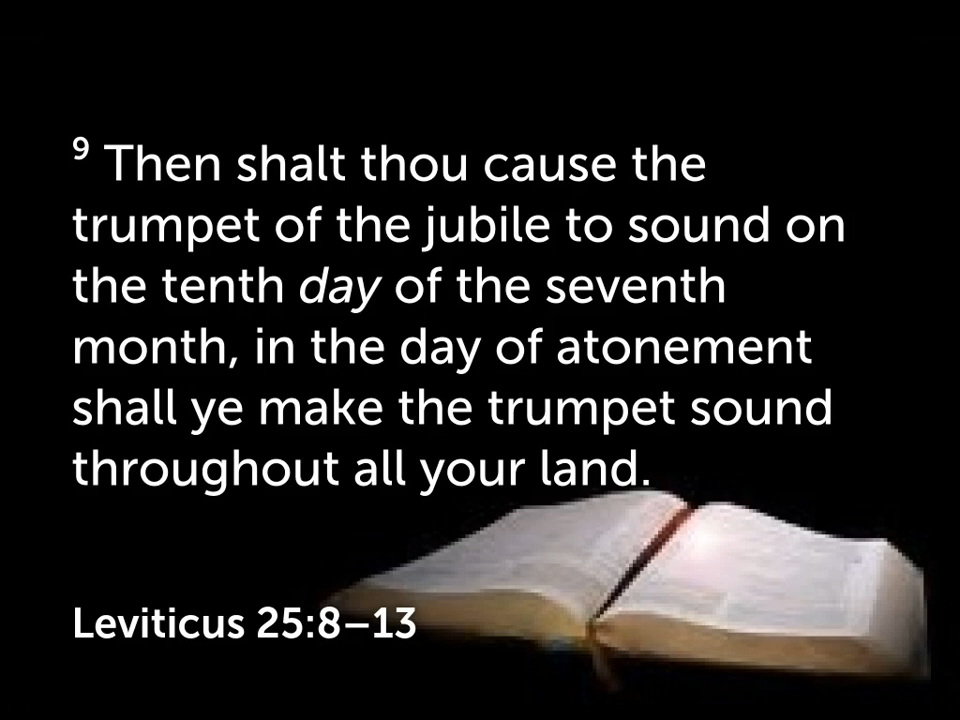 ⁹ Then shalt thou cause the
trumpet of the jubile to sound on
the tenth day of the seventh
month, in the day of atonement
shall ye make the trumpet sound
throughout all your land.
Leviticus 25:8–13